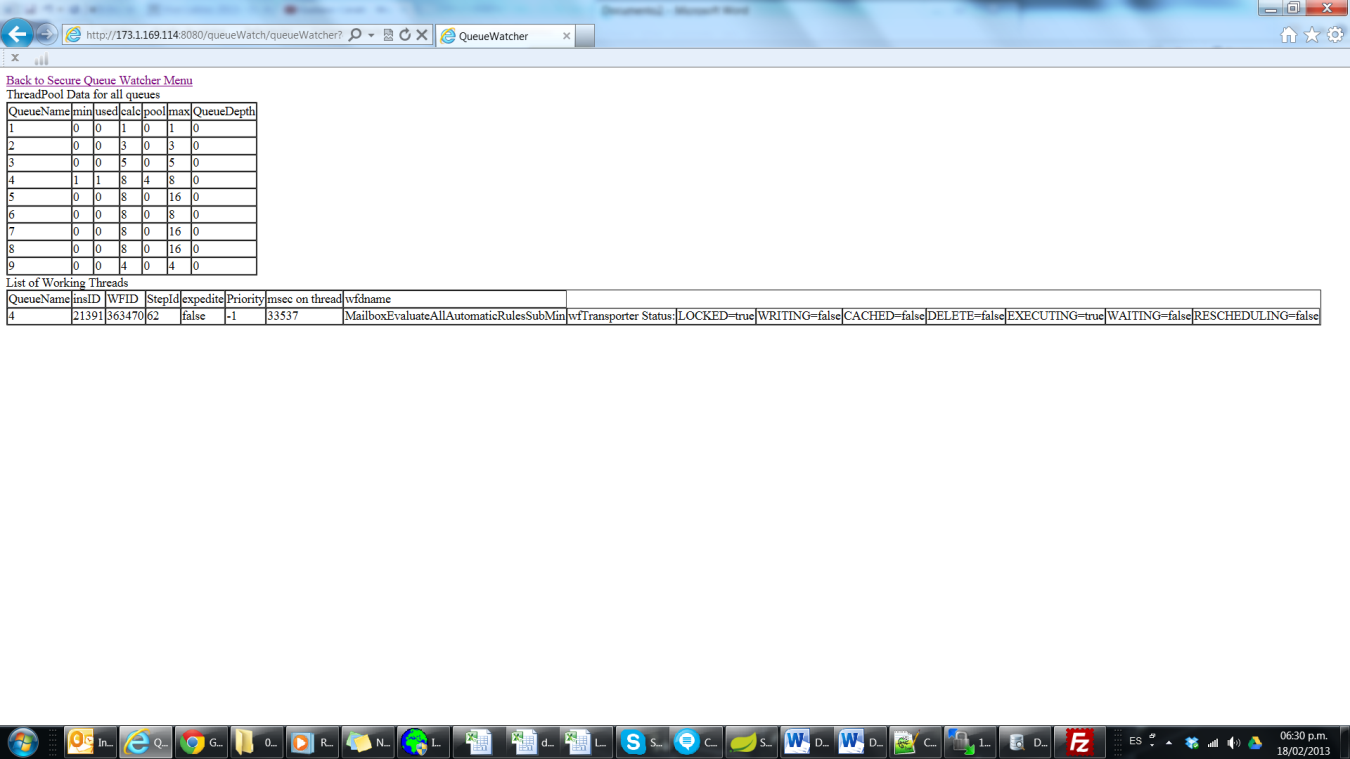 [Documento2] - Microsoft Word
http://173.1.169.114:8080/queueWatch/queueWatcher?
QueueWatcher
x
Back to Secure Queue Watcher Menu
ThreadPool Data for all queues
QueueName min used calc pool max QueueDepth
1 0 0 1 0 1 0
2 0 0 3 0 3 0
3 0 0 5 0 5 0
4 1 1 8 4 8 0
5 0 0 8 0 16 0
6 0 0 8 0 8 0
7 0 0 8 0 16 0
8 0 0 8 0 16 0
9 0 0 4 0 4 0
List of Working Threads
QueueName insID WFID StepId expedite Priority msec on thread wfdname
4 21391 363470 62 false -1 33537 MailboxEvaluateAllAutomaticRulesSubMin wfTransporter Status: LOCKED=true WRITING=false CACHED=false DELETE=false EXECUTING=true WAITING=false RESCHEDULING=false
In... Q... G... 0... R... N... I... d... L... S... C... S... D... D... C... 1... D... ES 06:30 p.m.
18/02/2013